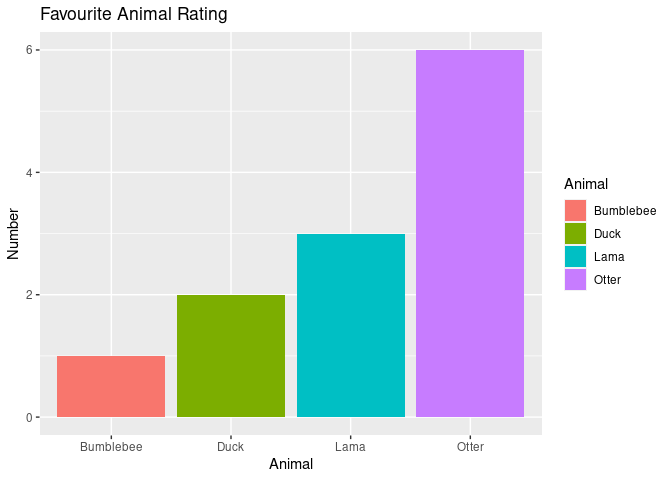 Favourite Animal Rating
6
4
2
0
Number
Bumblebee Duck Lama Otter
Animal
Animal
Bumblebee
Duck
Lama
Otter